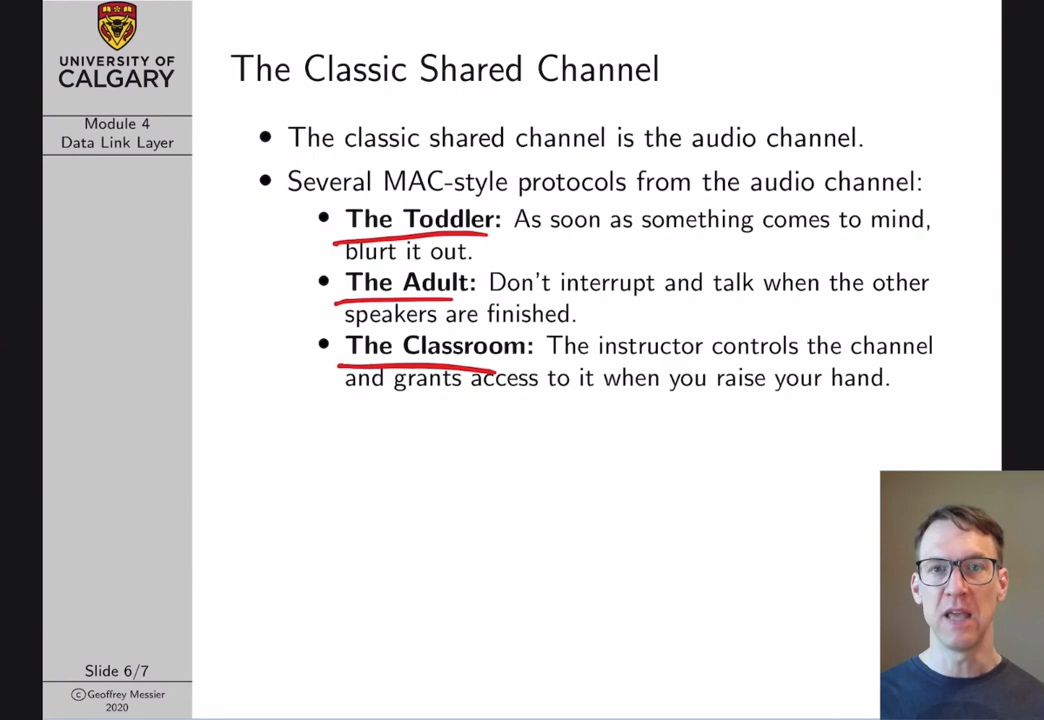 UNIVERSITY OF
CALGARY
Module 4
Data Link Layer
The Classic Shared Channel
• The classic shared channel is the audio channel.
• Several MAC-style protocols from the audio channel:
• The Toddler: As soon as something comes to mind,
blurt it out.
• The Adult: Don't interrupt and talk when the other
speakers are finished.
• The Classroom: The instructor controls the channel
and grants access to it when you raise your hand.
Slide 6/7
©Geoffrey Messier
2020